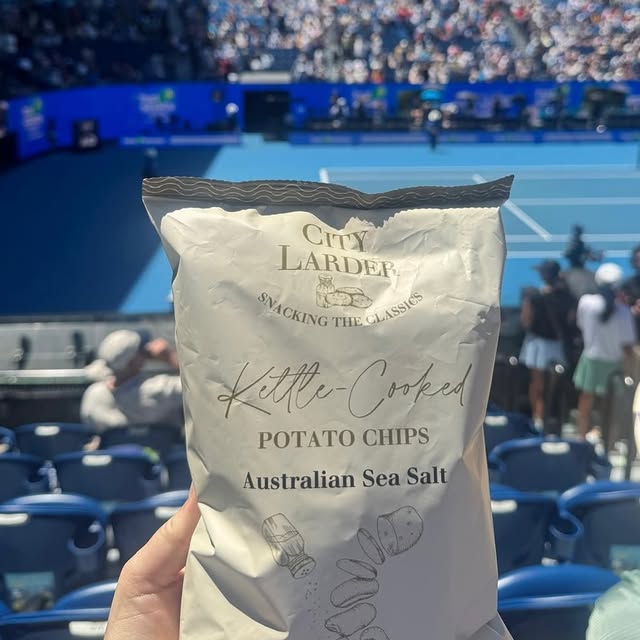 CITY
LARDER
SNACKING THE CLASSICS
Kettle-Cooked
POTATO CHIPS
Australian Sea Salt